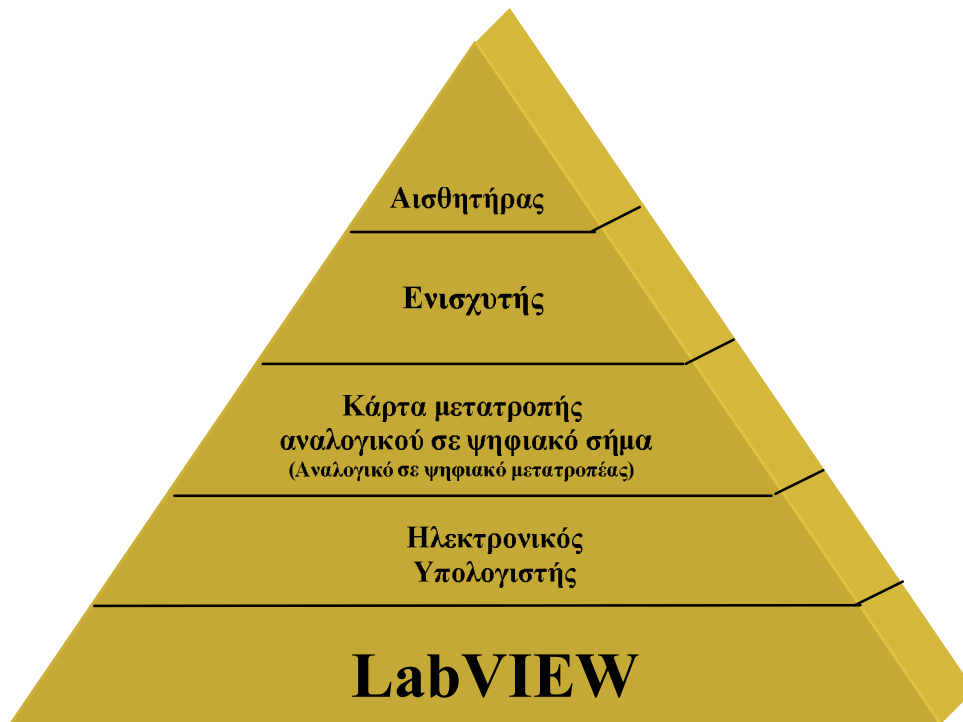 Αισθητήρας
Ενισχυτής
Κάρτα μετατροπής
αναλογικού σε ψηφιακό σήμα
(Αναλογικό σε ψηφιακό μετατροπέας)
Ηλεκτρονικός
Υπολογιστής
LabVIEW